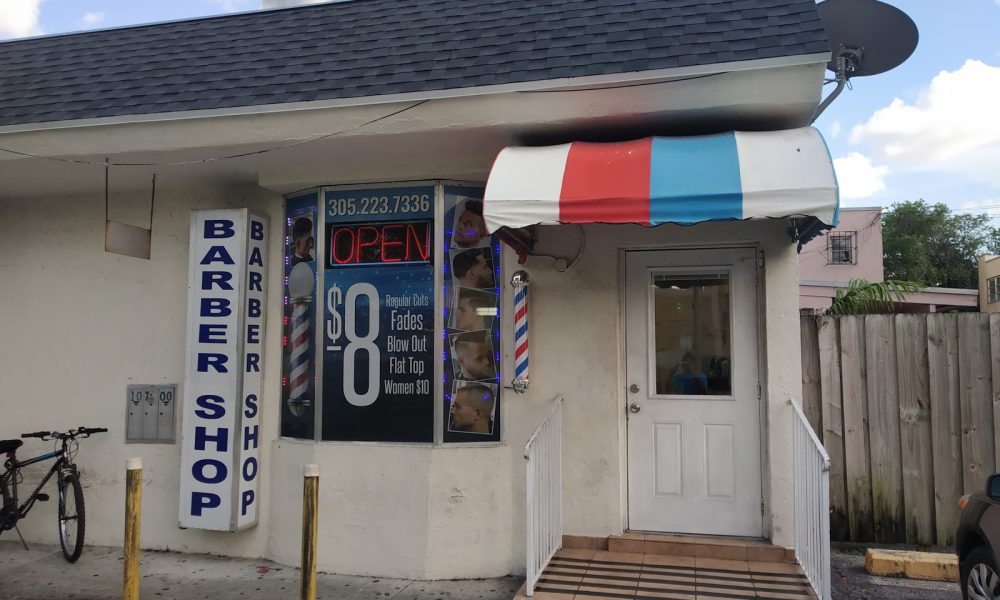 BARBER SHOP
BARBER SHOP
305.223.7336
OPEN
$8
Regular Cuts
Fades
Blow Out
Flat Top
Women $10